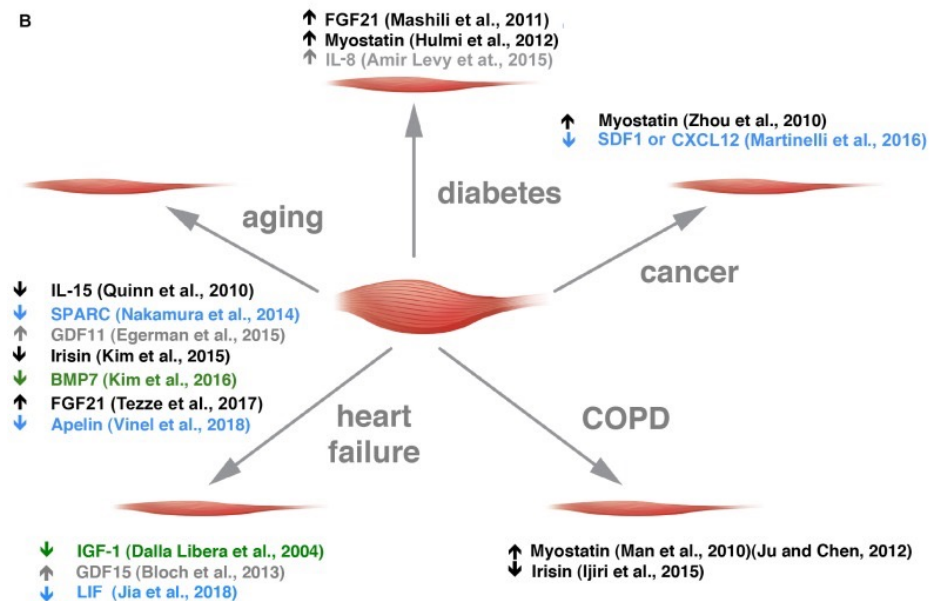 B
↑ FGF21 (Mashili et al., 2011)
↑ Myostatin (Hulmi et al., 2012)
↑ IL-8 (Amir Levy et at., 2015)
↑ Myostatin (Zhou et al., 2010)
↓ SDF1 or CXCL12 (Martinelli et al., 2016)
aging
diabetes
cancer
↓ IL-15 (Quinn et al., 2010)
↓ SPARC (Nakamura et al., 2014)
↑ GDF11 (Egerman et al., 2015)
↓ Irisin (Kim et al., 2015)
↓ BMP7 (Kim et al., 2016)
↑ FGF21 (Tezze et al., 2017)
↓ Apelin (Vinel et al., 2018)
heart
failure
COPD
↓ IGF-1 (Dalla Libera et al., 2004)
↑ GDF15 (Bloch et al., 2013)
↓ LIF (Jia et al., 2018)
↑ Myostatin (Man et al., 2010)(Ju and Chen, 2012)
↓ Irisin (Ijiri et al., 2015)